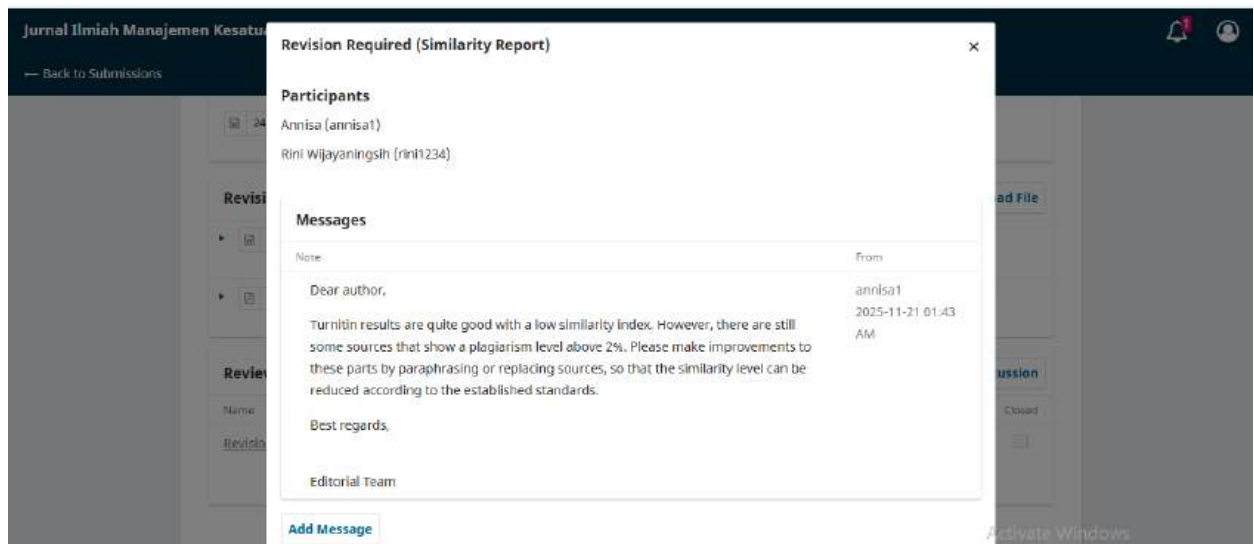 Jurnal Ilmiah Manajemen Kesatua
1
← Back to Submissions
Revision Required (Similarity Report)
×
Participants
Annisa (annisa1)
Rini Wijayaningsih (rini1234)
24
Revisi
ad File
Messages
Note
From
Dear author,
annisa1
2025-11-21 01:43
AM
Turnitin results are quite good with a low similarity index. However, there are still
some sources that show a plagiarism level above 2%. Please make improvements to
these parts by paraphrasing or replacing sources, so that the similarity level can be
reduced according to the established standards.
Best regards,
Editorial Team
Review
ussion
Name
Closed
Revisio
Add Message
Activate Windows